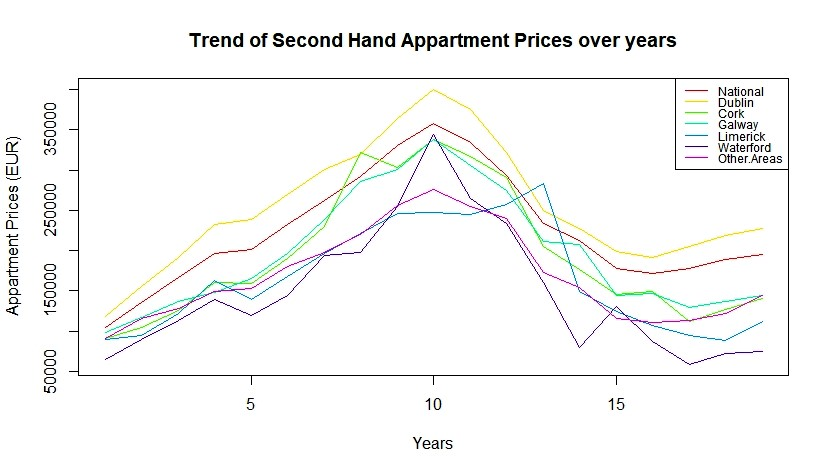 Trend of Second Hand Appartment Prices over years
Appartment Prices (EUR)
350000
250000
150000
50000
National
Dublin
Cork
Galway
Limerick
Waterford
Other.Areas
5 10 15
Years